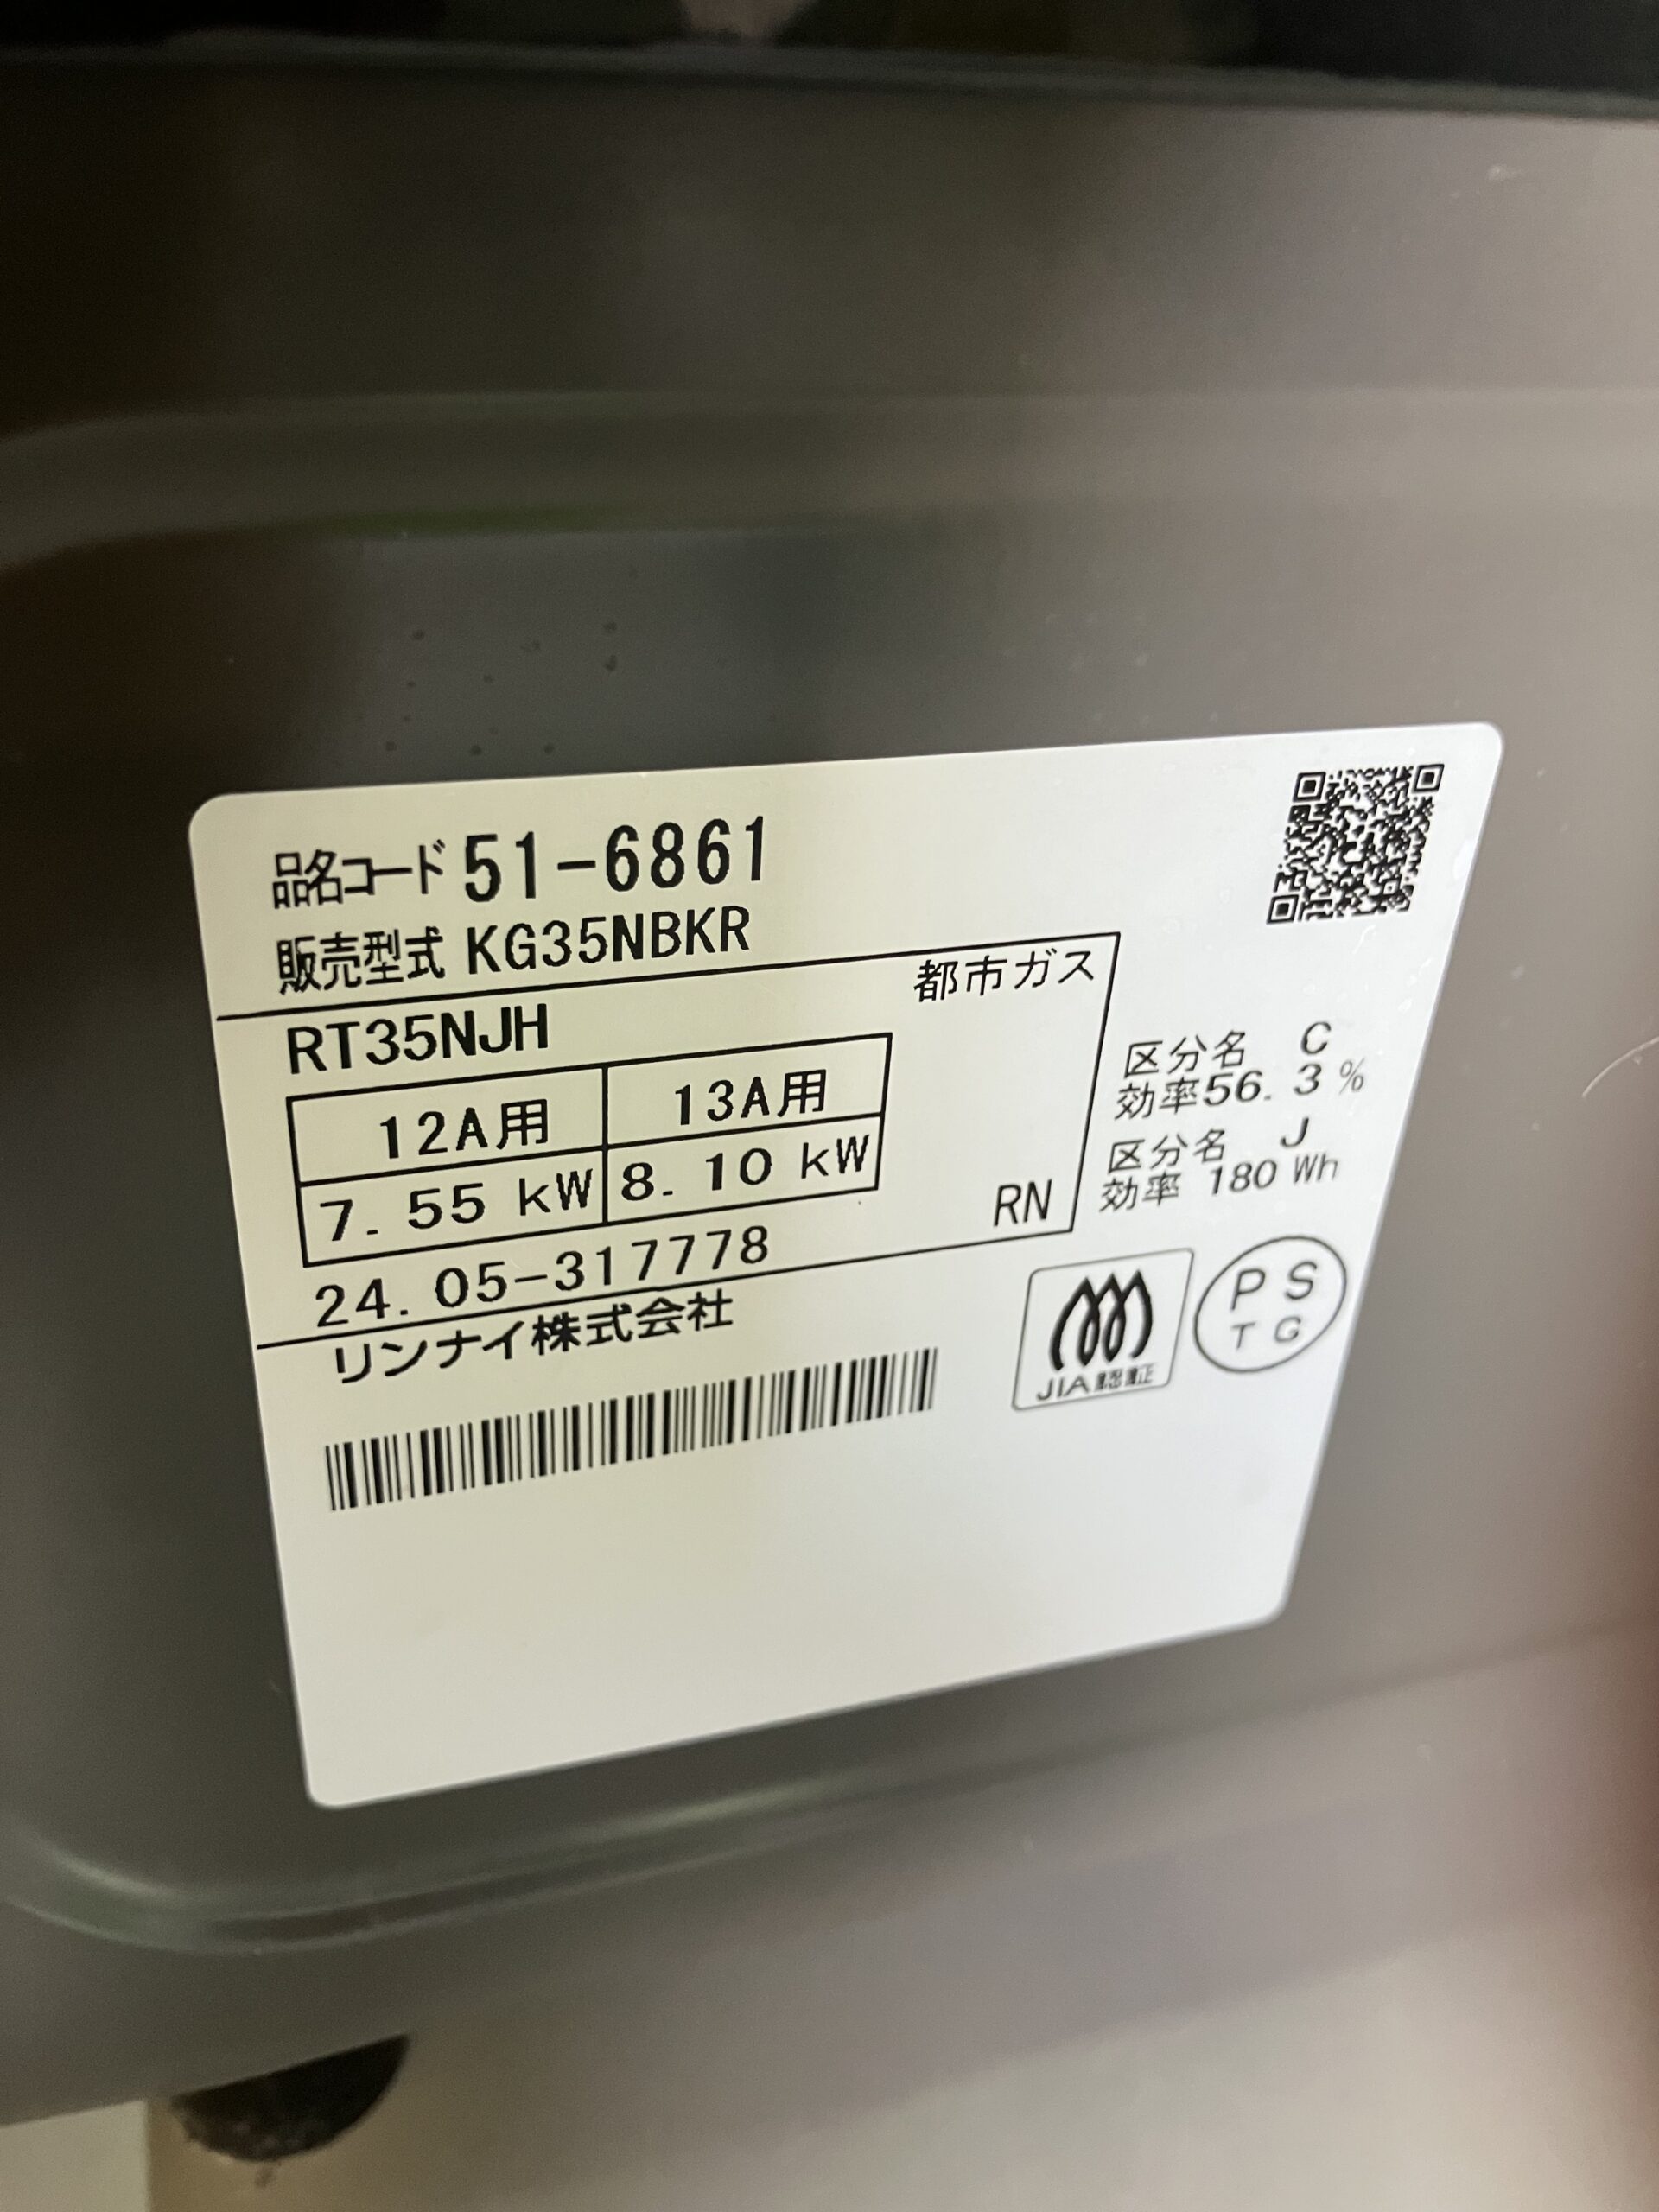 品名コード 51-6861
販売型式 KG35NBKR
都市ガス
RT35NJH
12A用 13A用
7.55 kW 8.10 kW
RN
24.05-317778
リンナイ株式会社
区分名 C
効率56.3%
区分名 J
効率 180 Wh
JIA認証
PS
TG